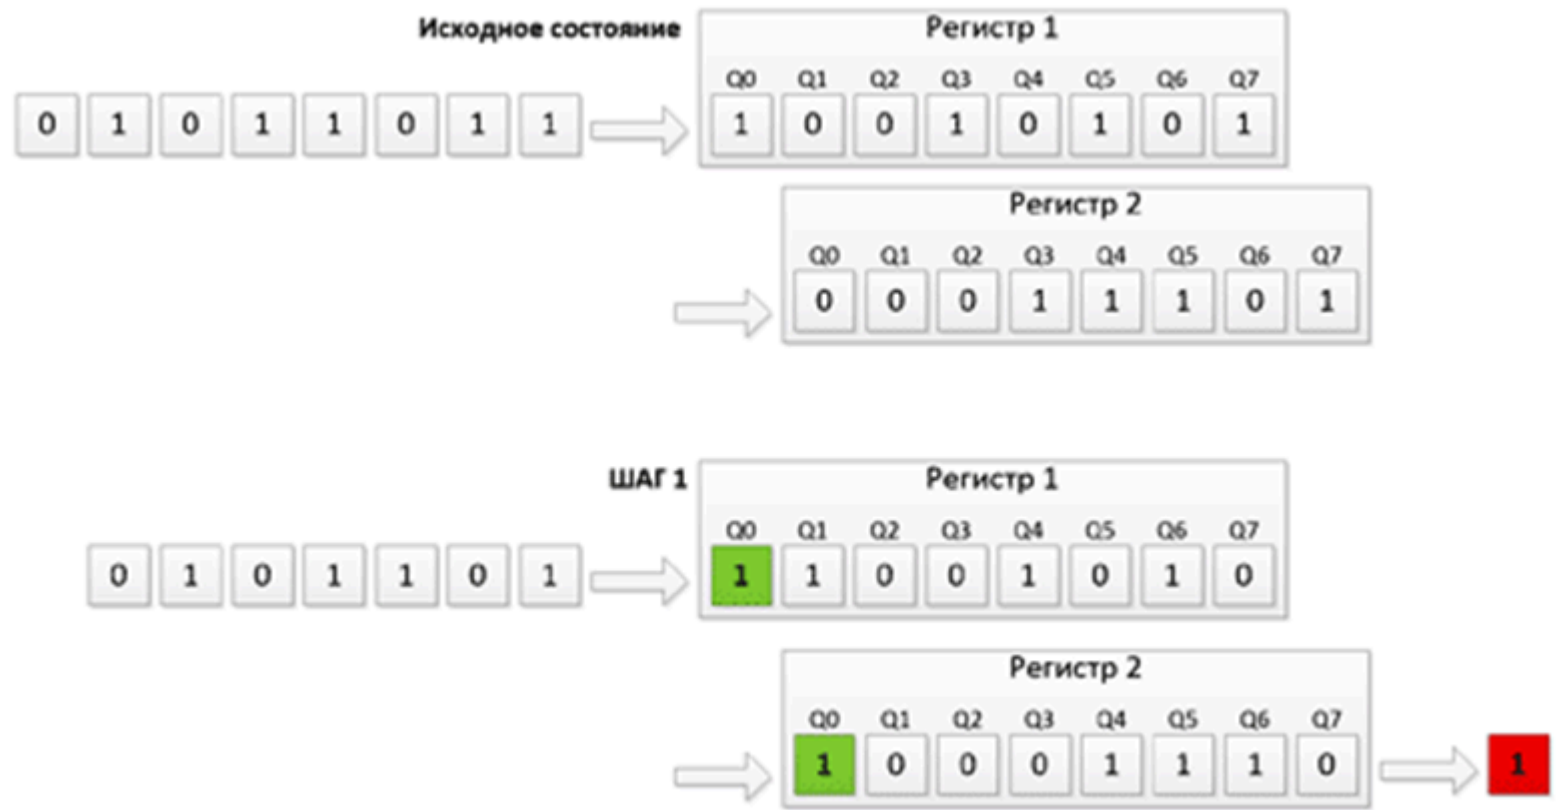 Исходное состояние
Регистр 1
Q0 Q1 Q2 Q3 Q4 Q5 Q6 Q7
0 1 0 1 1 0 1 1
1 0 0 1 0 1 0 1
Регистр 2
Q0 Q1 Q2 Q3 Q4 Q5 Q6 Q7
0 0 0 1 1 1 0 1
ШАГ 1
Регистр 1
Q0 Q1 Q2 Q3 Q4 Q5 Q6 Q7
0 1 0 1 1 0 1
1 1 0 0 1 0 1 0
Регистр 2
Q0 Q1 Q2 Q3 Q4 Q5 Q6 Q7
1 0 0 0 1 1 1 0
1